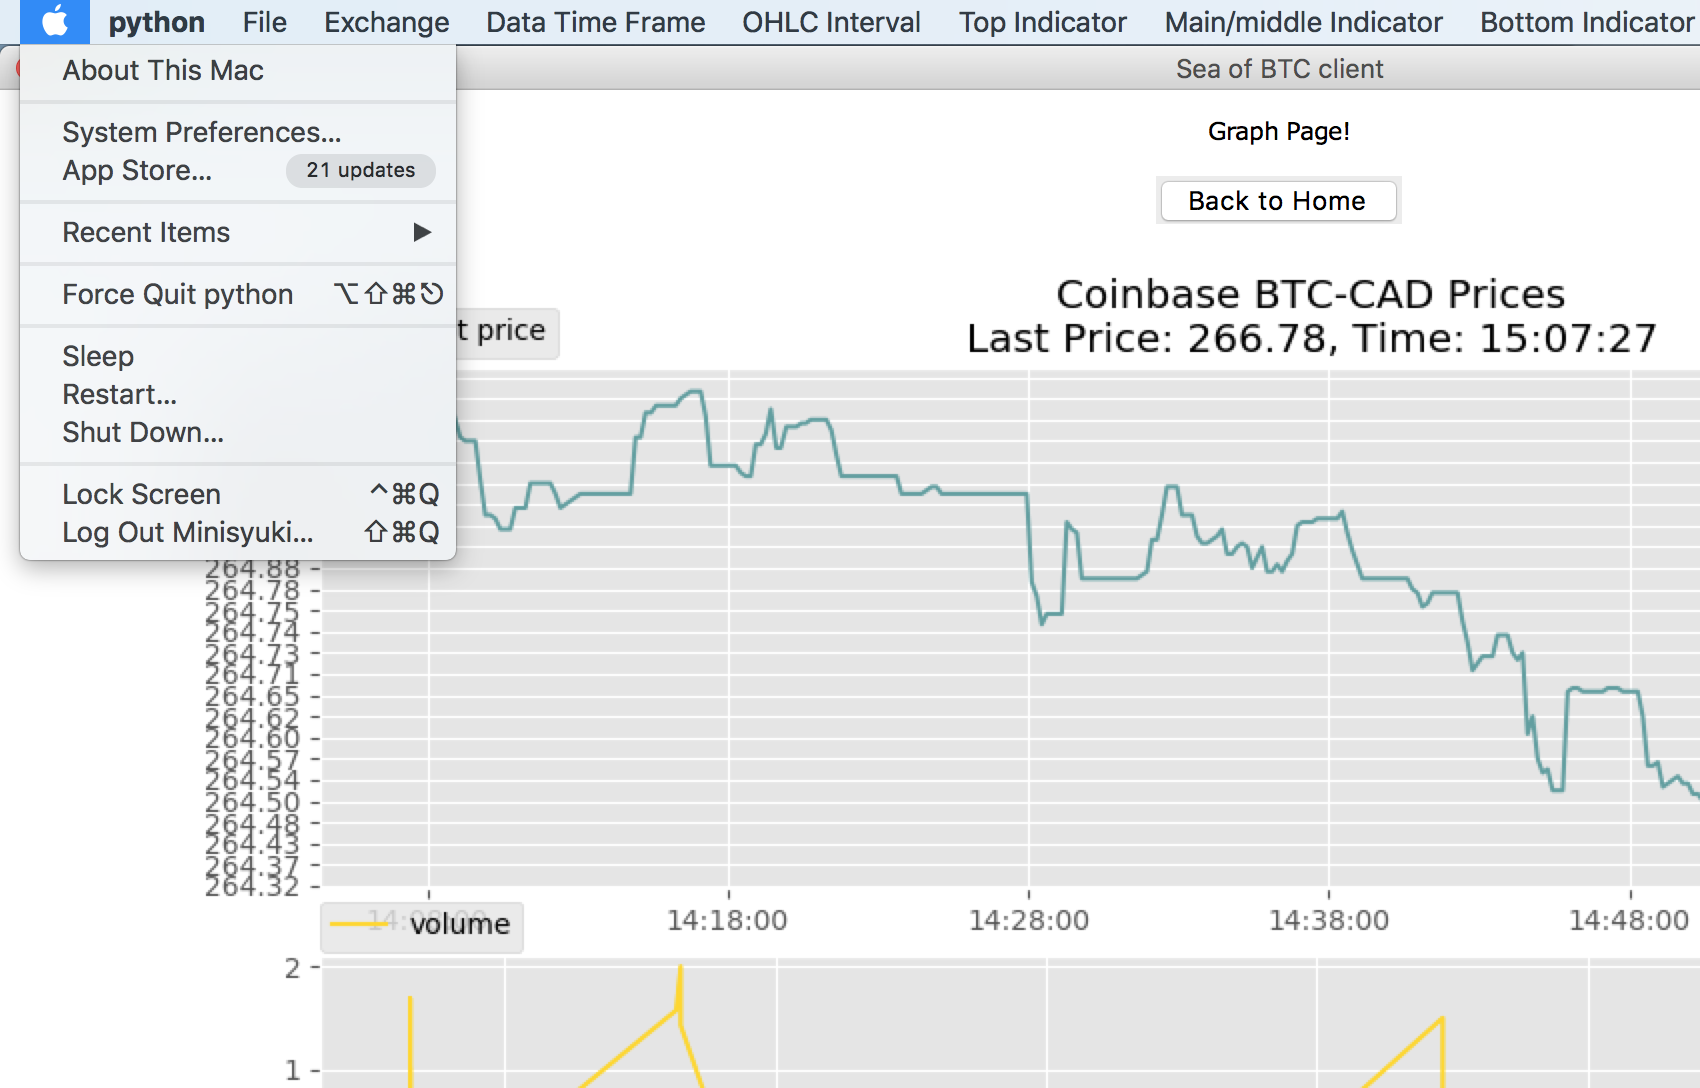 python File Exchange Data Time Frame OHLC Interval Top Indicator Main/middle Indicator Bottom Indicator
Sea of BTC client
About This Mac
System Preferences...
App Store... 21 updates
Recent Items
Force Quit python ⌥⇧⌘⎋
Sleep
Restart...
Shut Down...
Lock Screen ^⌘Q
Log Out Minisyuki... ⇧⌘Q
Graph Page!
Back to Home
t price
Coinbase BTC-CAD Prices
Last Price: 266.78, Time: 15:07:27
264.88
264.78
264.75
264.74
264.73
264.71
264.65
264.62
264.60
264.57
264.54
264.50
264.48
264.43
264.37
264.32
14:18:00 14:28:00 14:38:00 14:48:00
volume
2
1